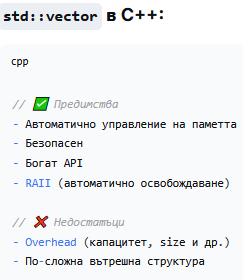 std::vector в C++:
cpp
// ✅ Предимства
- Автоматично управление на паметта
- Безопасен
- Богат API
- RAII (автоматично освобождаване)
// ❌ Недостатъци
- Overhead (капацитет, size и др.)
- По-сложна вътрешна структура